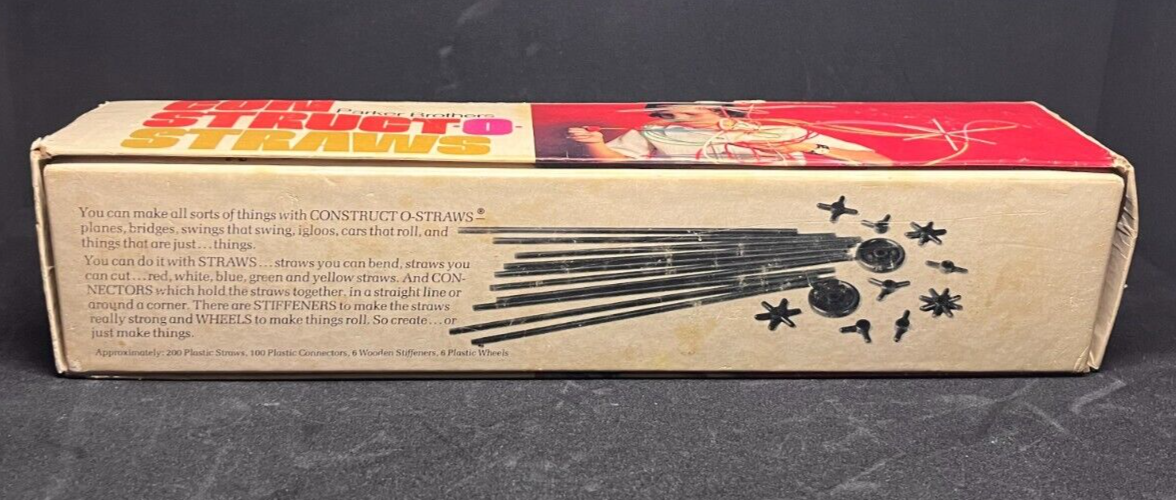 CON
Parker Brothers
STRUCT·O·
STRAWS
You can make all sorts of things with CONSTRUCT O-STRAWS®—
planes, bridges, swings that swing, igloos, cars that roll, and
things that are just...things.
You can do it with STRAWS...straws you can bend, straws you
can cut...red, white, blue, green and yellow straws. And CON-
NECTORS which hold the straws together, in a straight line or
around a corner. There are STIFFENERS to make the straws
really strong and WHEELS to make things roll. So create...or
just make things.
Approximately: 200 Plastic Straws, 100 Plastic Connectors, 6 Wooden Stiffeners, 6 Plastic Wheels